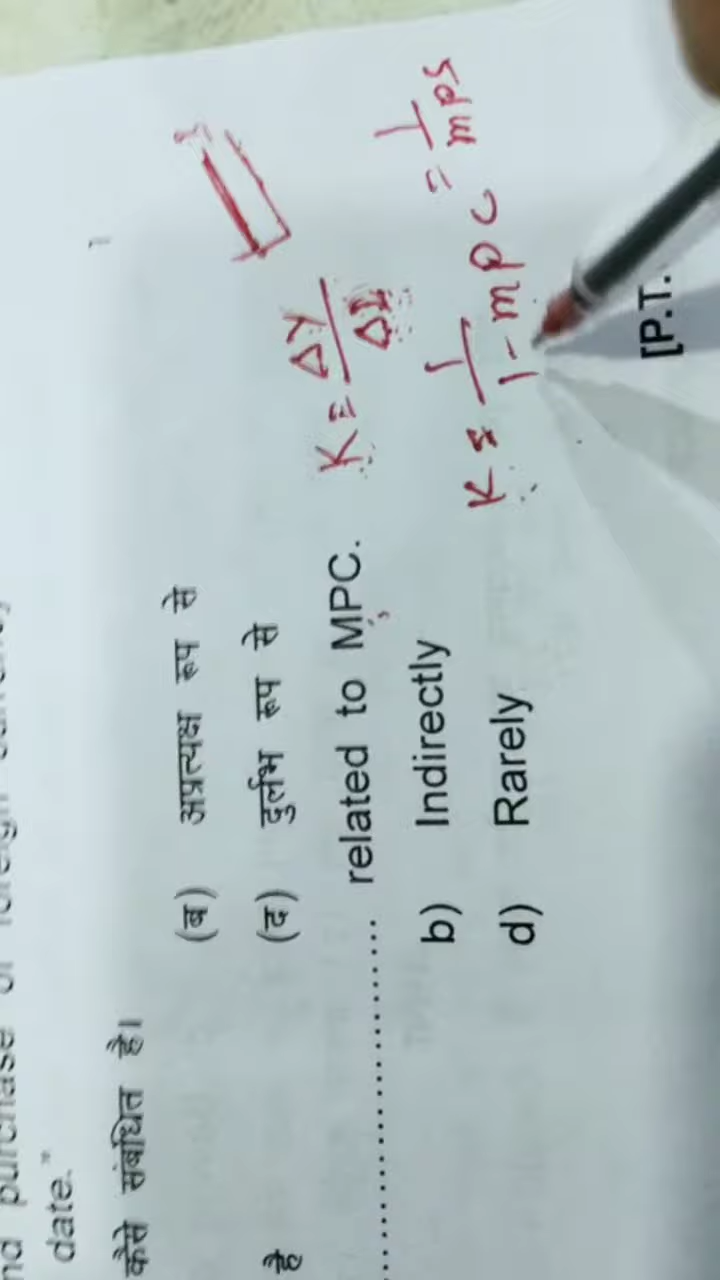 date."
कैसे संबंधित है।
(ब) अप्रत्यक्ष रूप से
है (द) दुर्लभ रूप से
.................... related to MPC.
b) Indirectly
d) Rarely
[P.T.
K = ΔY/ΔI
K = 1/1-mpc = 1/mps